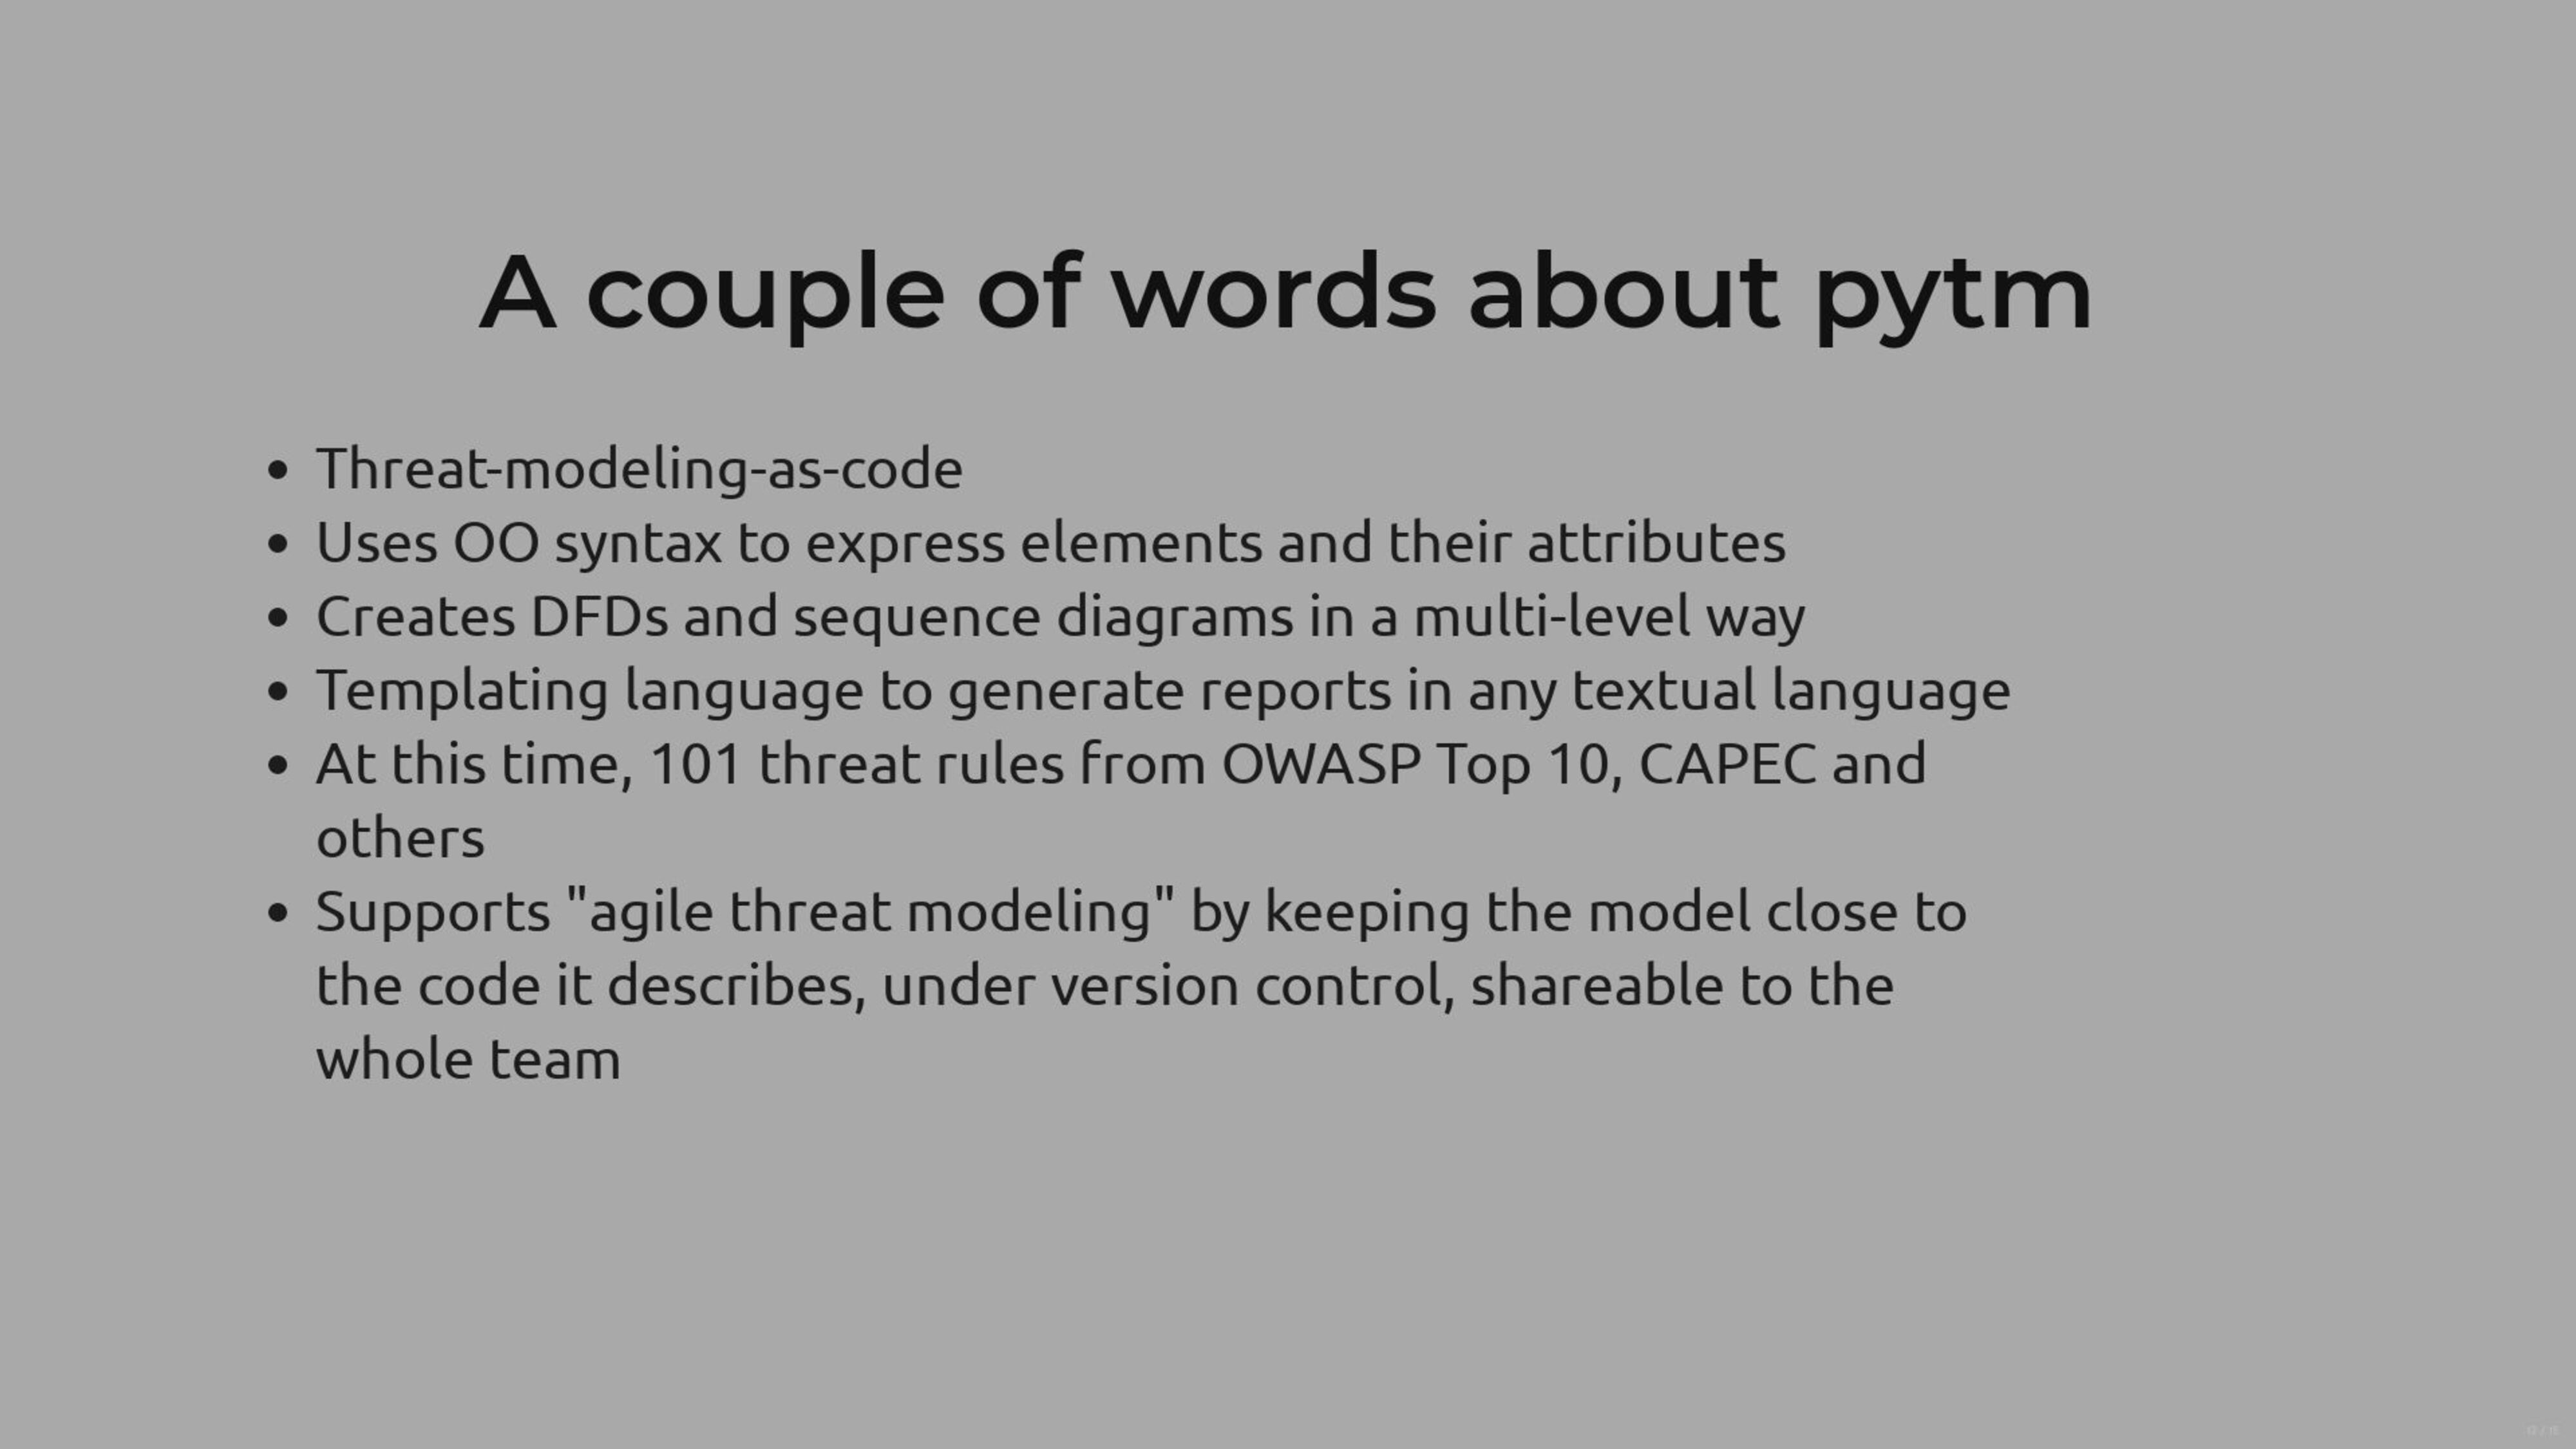 A couple of words about pytm
• Threat-modeling-as-code
• Uses OO syntax to express elements and their attributes
• Creates DFDs and sequence diagrams in a multi-level way
• Templating language to generate reports in any textual language
• At this time, 101 threat rules from OWASP Top 10, CAPEC and
others
• Supports "agile threat modeling" by keeping the model close to
the code it describes, under version control, shareable to the
whole team